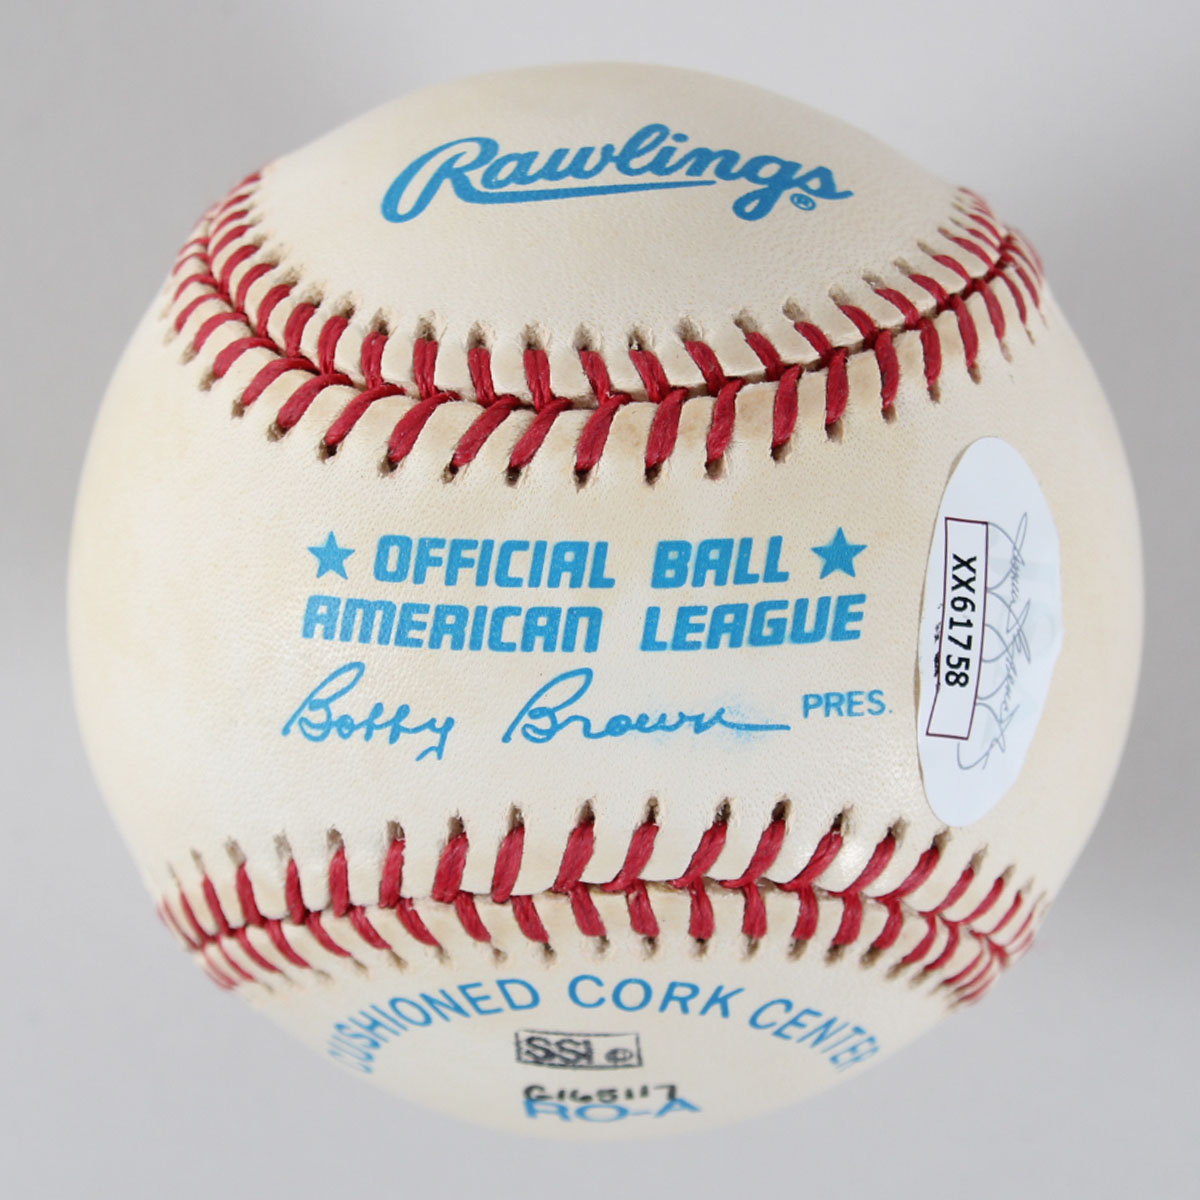 Rawlings®
★ OFFICIAL BALL ★
AMERICAN LEAGUE
Bobby Brown PRES.
XX61758
CUSHIONED CORK CENTER
SSI
G165117
RO-A